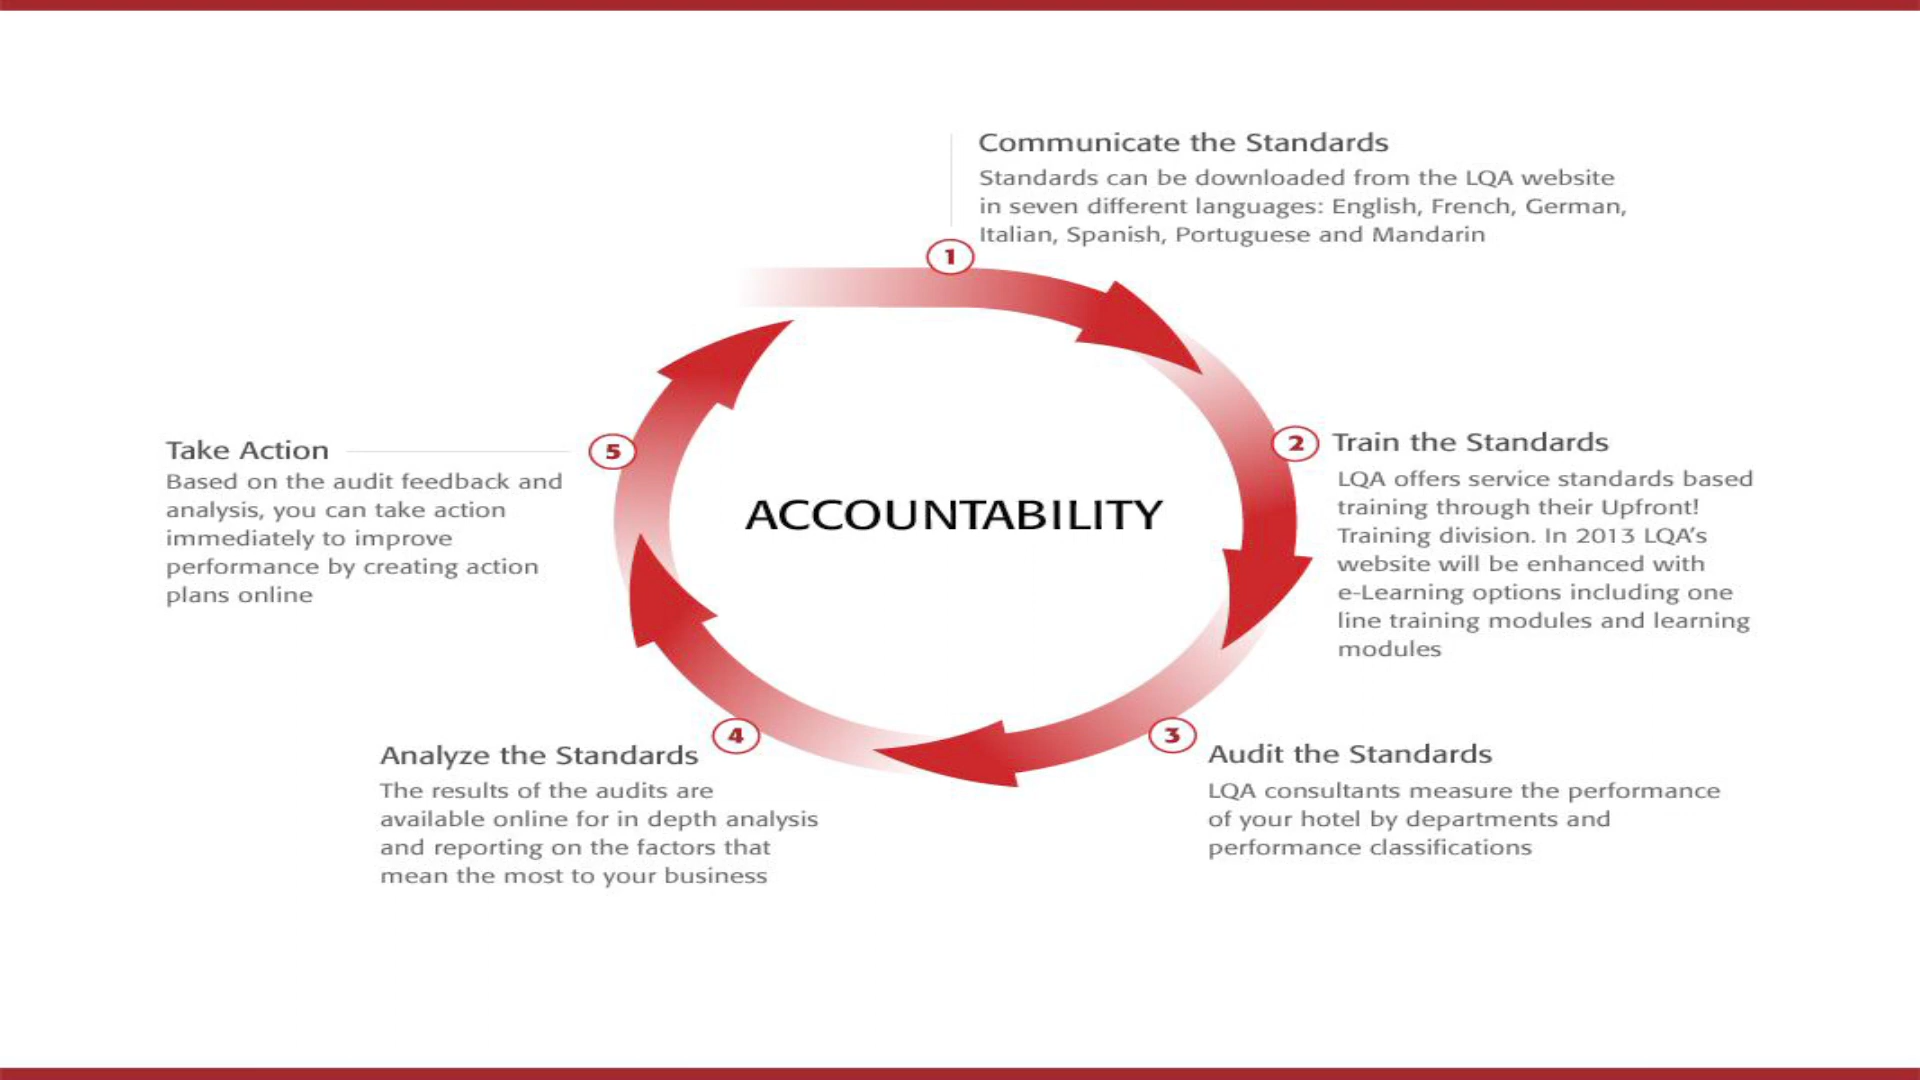 Communicate the Standards
Standards can be downloaded from the LQA website
in seven different languages: English, French, German,
Italian, Spanish, Portuguese and Mandarin
1
2 Train the Standards
LQA offers service standards based
training through their Upfront!
Training division. In 2013 LQA's
website will be enhanced with
e-Learning options including one
line training modules and learning
modules
3
Audit the Standards
LQA consultants measure the performance
of your hotel by departments and
performance classifications
4
Analyze the Standards
The results of the audits are
available online for in depth analysis
and reporting on the factors that
mean the most to your business
Take Action 5
Based on the audit feedback and
analysis, you can take action
immediately to improve
performance by creating action
plans online
ACCOUNTABILITY